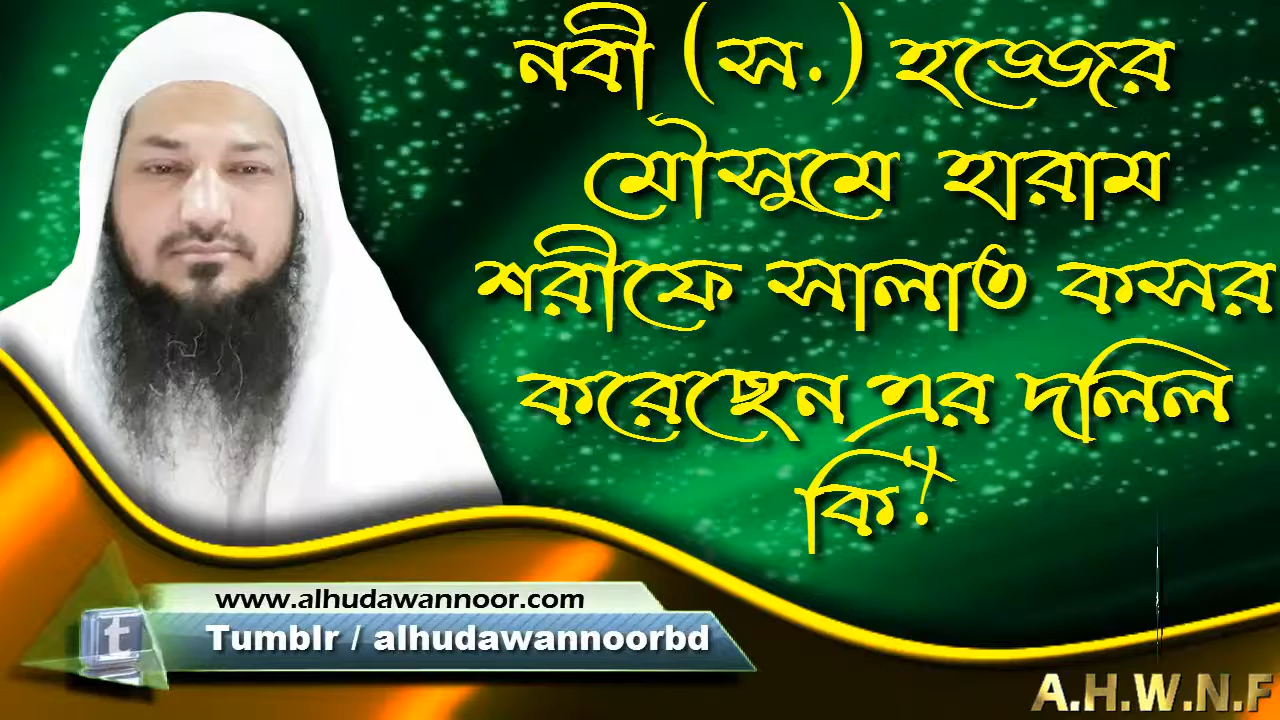 নবী (স.) হজ্জের
মৌসুমে হারাম
শরীফে সালাত কসর
করেছেন এর দলিল
কি?
www.alhudawannoor.com
t
Tumblr / alhudawannoorbd
A.H.W.N.F